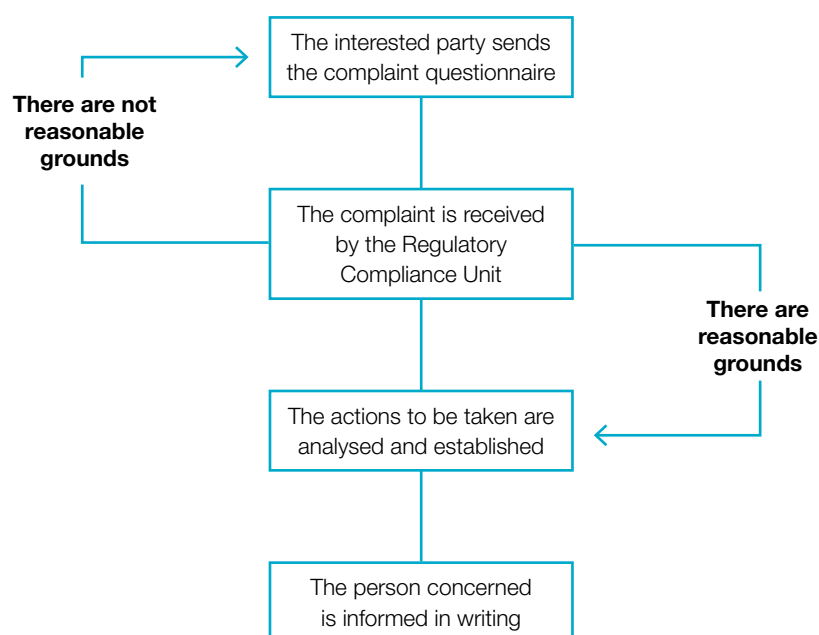 The interested party sends
the complaint questionnaire
There are not
reasonable
grounds
The complaint is received
by the Regulatory
Compliance Unit
There are
reasonable
grounds
The actions to be taken are
analysed and established
The person concerned
is informed in writing